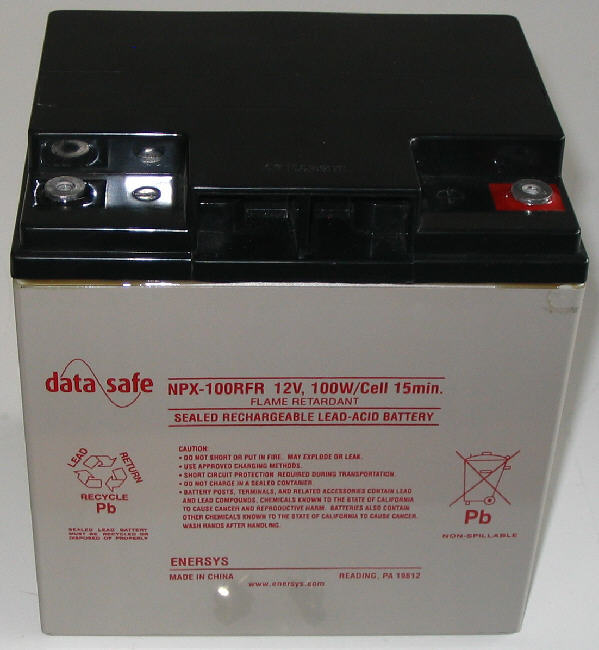 data safe
NPX-100RFR 12V, 100W/Cell 15min.
FLAME RETARDANT
SEALED RECHARGEABLE LEAD-ACID BATTERY
CAUTION:
• DO NOT SHORT OR PUT IN FIRE. MAY EXPLODE OR LEAK.
• USE APPROVED CHARGING METHODS.
• SHORT CIRCUIT PROTECTION REQUIRED DURING TRANSPORTATION.
• DO NOT CHARGE IN A SEALED CONTAINER.
• BATTERY POSTS, TERMINALS, AND RELATED ACCESSORIES CONTAIN LEAD
AND LEAD COMPOUNDS, CHEMICALS KNOWN TO THE STATE OF CALIFORNIA
TO CAUSE CANCER AND REPRODUCTIVE HARM. BATTERIES ALSO CONTAIN
OTHER CHEMICALS KNOWN TO THE STATE OF CALIFORNIA TO CAUSE CANCER.
WASH HANDS AFTER HANDLING.
LEAD RETURN
RECYCLE
Pb
SEALED LEAD BATTERY
MUST BE RECYCLED OR
DISPOSED OF PROPERLY
Pb
NON-SPILLABLE
ENERSYS
MADE IN CHINA READING, PA 19612
www.enersys.com